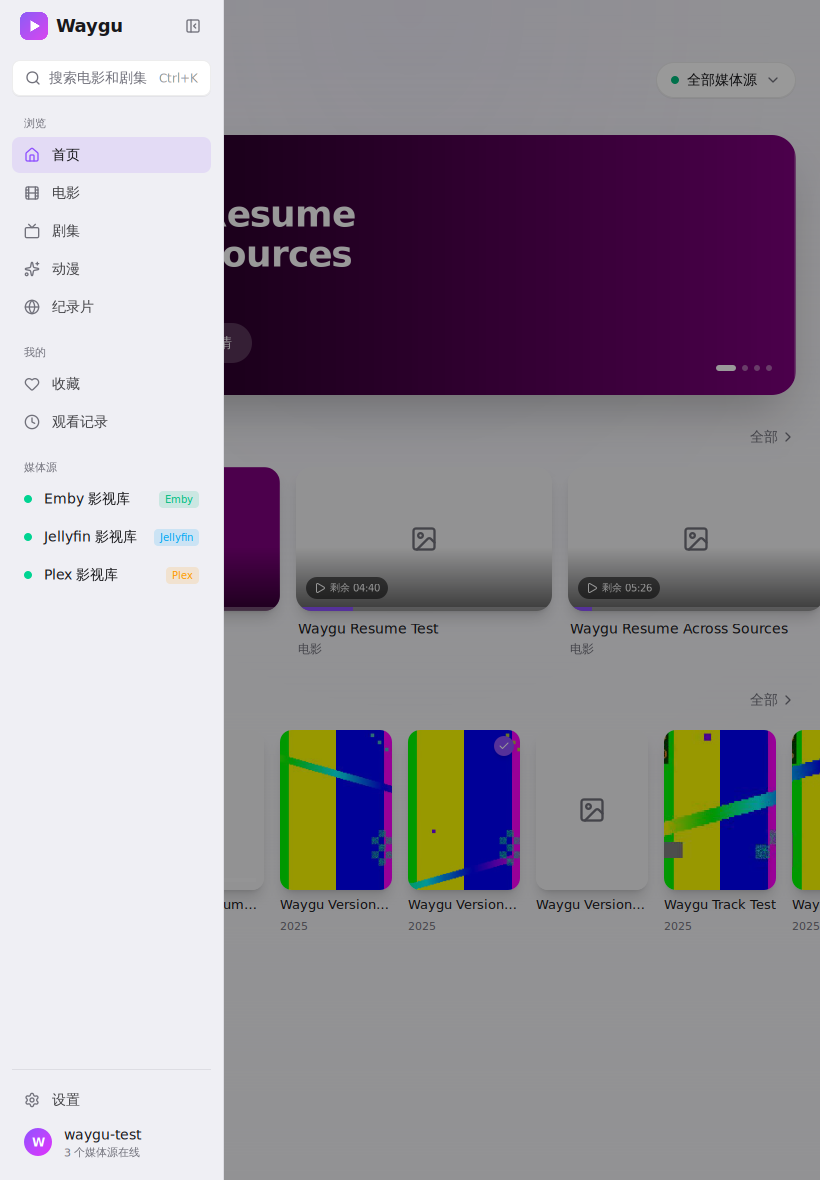 Waygu
搜索电影和剧集 Ctrl+K
全部媒体源
浏览
首页
电影
剧集
动漫
纪录片
我的
收藏
观看记录
媒体源
Emby 影视库 Emby
Jellyfin 影视库 Jellyfin
Plex 影视库 Plex
设置
W
waygu-test
3 个媒体源在线
Resume
ources
情
全部
剩余 04:40
剩余 05:26
Waygu Resume Test
Waygu Resume Across Sources
电影
电影
全部
um...
Waygu Version...
Waygu Version...
Waygu Version...
Waygu Track Test
Way
2025
2025
2025
2025